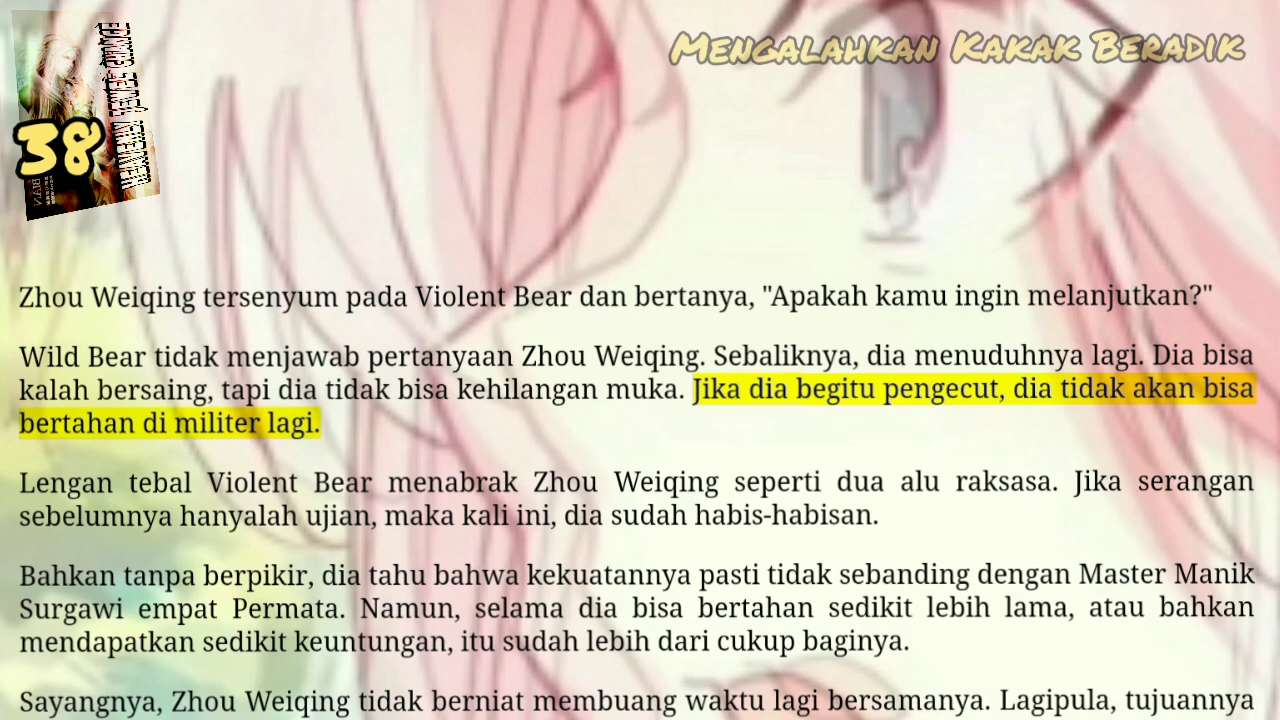 Mengalahkan Kakak Beradik
38
Zhou Weiqing tersenyum pada Violent Bear dan bertanya, "Apakah kamu ingin melanjutkan?"
Wild Bear tidak menjawab pertanyaan Zhou Weiqing. Sebaliknya, dia menuduhnya lagi. Dia bisa
kalah bersaing, tapi dia tidak bisa kehilangan muka. Jika dia begitu pengecut, dia tidak akan bisa
bertahan di militer lagi.
Lengan tebal Violent Bear menabrak Zhou Weiqing seperti dua alu raksasa. Jika serangan
sebelumnya hanyalah ujian, maka kali ini, dia sudah habis-habisan.
Bahkan tanpa berpikir, dia tahu bahwa kekuatannya pasti tidak sebanding dengan Master Manik
Surgawi empat Permata. Namun, selama dia bisa bertahan sedikit lebih lama, atau bahkan
mendapatkan sedikit keuntungan, itu sudah lebih dari cukup baginya.
Sayangnya, Zhou Weiqing tidak berniat membuang waktu lagi bersamanya. Lagipula, tujuannya